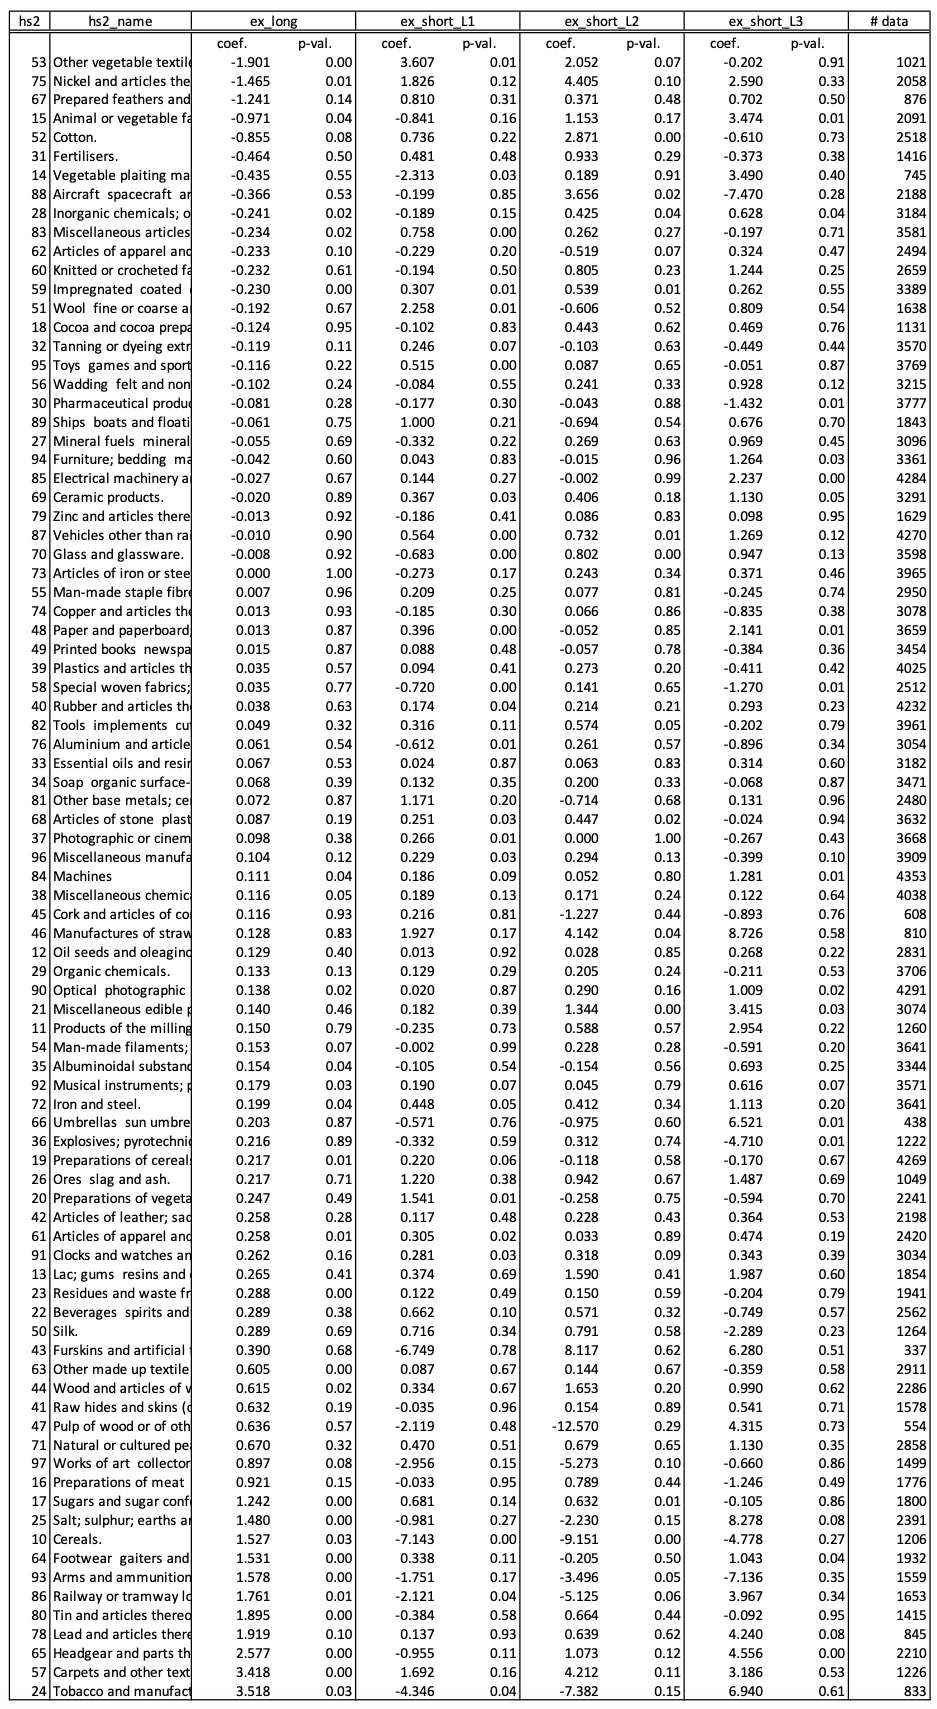 hs2 hs2_name ex_long ex_short_L1 ex_short_L2 ex_short_L3 # data
coef. p-val. coef. p-val. coef. p-val. coef. p-val.
53 Other vegetable textile -1.901 0.00 3.607 0.01 2.052 0.07 -0.202 0.91 1021
75 Nickel and articles the -1.465 0.01 1.826 0.12 4.405 0.10 2.590 0.33 2058
67 Prepared feathers and -1.241 0.14 0.810 0.31 0.371 0.48 0.702 0.50 876
15 Animal or vegetable fa -0.971 0.04 -0.841 0.16 1.153 0.17 3.474 0.01 2091
52 Cotton. -0.855 0.08 0.736 0.22 2.871 0.00 -0.610 0.73 2518
31 Fertilisers. -0.464 0.50 0.481 0.48 0.933 0.29 -0.373 0.38 1416
14 Vegetable plaiting ma -0.435 0.55 -2.313 0.03 0.189 0.91 3.490 0.40 745
88 Aircraft spacecraft ar -0.366 0.53 -0.199 0.85 3.656 0.02 -7.470 0.28 2188
28 Inorganic chemicals; o -0.241 0.02 -0.189 0.15 0.425 0.04 0.628 0.04 3184
83 Miscellaneous articles -0.234 0.02 0.758 0.00 0.262 0.27 -0.197 0.71 3581
62 Articles of apparel and -0.233 0.10 -0.229 0.20 -0.519 0.07 0.324 0.47 2494
60 Knitted or crocheted fa -0.232 0.61 -0.194 0.50 0.805 0.23 1.244 0.25 2659
59 Impregnated coated -0.230 0.00 0.307 0.01 0.539 0.01 0.262 0.55 3389
51 Wool fine or coarse a -0.192 0.67 2.258 0.01 -0.606 0.52 0.809 0.54 1638
18 Cocoa and cocoa prepa -0.124 0.95 -0.102 0.83 0.443 0.62 0.469 0.76 1131
32 Tanning or dyeing extr -0.119 0.11 0.246 0.07 -0.103 0.63 -0.449 0.44 3570
95 Toys games and sport -0.116 0.22 0.515 0.00 0.087 0.65 -0.051 0.87 3769
56 Wadding felt and non -0.102 0.24 -0.084 0.55 0.241 0.33 0.928 0.12 3215
30 Pharmaceutical produc -0.081 0.28 -0.177 0.30 -0.043 0.88 -1.432 0.01 3777
89 Ships boats and floati -0.061 0.75 1.000 0.21 -0.694 0.54 0.676 0.70 1843
27 Mineral fuels mineral -0.055 0.69 -0.332 0.22 0.269 0.63 0.969 0.45 3096
94 Furniture; bedding ma -0.042 0.60 0.043 0.83 -0.015 0.96 1.264 0.03 3361
85 Electrical machinery a -0.027 0.67 0.144 0.27 -0.002 0.99 2.237 0.00 4284
69 Ceramic products. -0.020 0.89 0.367 0.03 0.406 0.18 1.130 0.05 3291
79 Zinc and articles there -0.013 0.92 -0.186 0.41 0.086 0.83 0.098 0.95 1629
87 Vehicles other than rai -0.010 0.90 0.564 0.00 0.732 0.01 1.269 0.12 4270
70 Glass and glassware. -0.008 0.92 -0.683 0.00 0.802 0.00 0.947 0.13 3598
73 Articles of iron or stee 0.000 1.00 -0.273 0.17 0.243 0.34 0.371 0.46 3965
55 Man-made staple fibre 0.007 0.96 0.209 0.25 0.077 0.81 -0.245 0.74 2950
74 Copper and articles the 0.013 0.93 -0.185 0.30 0.066 0.86 -0.835 0.38 3078
48 Paper and paperboard; 0.013 0.87 0.396 0.00 -0.052 0.85 2.141 0.01 3659
49 Printed books newspa 0.015 0.87 0.088 0.48 -0.057 0.78 -0.384 0.36 3454
39 Plastics and articles th 0.035 0.57 0.094 0.41 0.273 0.20 -0.411 0.42 4025
58 Special woven fabrics; 0.035 0.77 -0.720 0.00 0.141 0.65 -1.270 0.01 2512
40 Rubber and articles th 0.038 0.63 0.174 0.04 0.214 0.21 0.293 0.23 4232
82 Tools implements cut 0.049 0.32 0.316 0.11 0.574 0.05 -0.202 0.79 3961
76 Aluminium and article 0.061 0.54 -0.612 0.01 0.261 0.57 -0.896 0.34 3054
33 Essential oils and resin 0.067 0.53 0.024 0.87 0.063 0.83 0.314 0.60 3182
34 Soap organic surface- 0.068 0.39 0.132 0.35 0.200 0.33 -0.068 0.87 3471
81 Other base metals; cer 0.072 0.87 1.171 0.20 -0.714 0.68 0.131 0.96 2480
68 Articles of stone plast 0.087 0.19 0.251 0.03 0.447 0.02 -0.024 0.94 3632
37 Photographic or cinem 0.098 0.38 0.266 0.01 0.000 1.00 -0.267 0.43 3668
96 Miscellaneous manufa 0.104 0.12 0.229 0.03 0.294 0.13 -0.399 0.10 3909
84 Machines 0.111 0.04 0.186 0.09 0.052 0.80 1.281 0.01 4353
38 Miscellaneous chemica 0.116 0.05 0.189 0.13 0.171 0.24 0.122 0.64 4038
45 Cork and articles of co 0.116 0.93 0.216 0.81 -1.227 0.44 -0.893 0.76 608
46 Manufactures of straw 0.128 0.83 1.927 0.17 4.142 0.04 8.726 0.58 810
12 Oil seeds and oleagino 0.129 0.40 0.013 0.92 0.028 0.85 0.268 0.22 2831
29 Organic chemicals. 0.133 0.13 0.129 0.29 0.205 0.24 -0.211 0.53 3706
90 Optical photographic 0.138 0.02 0.020 0.87 0.290 0.16 1.009 0.02 4291
21 Miscellaneous edible p 0.140 0.46 0.182 0.39 1.344 0.00 3.415 0.03 3074
11 Products of the milling 0.150 0.79 -0.235 0.73 0.588 0.57 2.954 0.22 1260
54 Man-made filaments; 0.153 0.07 -0.002 0.99 0.228 0.28 -0.591 0.20 3641
35 Albuminoidal substanc 0.154 0.04 -0.105 0.54 -0.154 0.56 0.693 0.25 3344
92 Musical instruments; p 0.179 0.03 0.190 0.07 0.045 0.79 0.616 0.07 3571
72 Iron and steel. 0.199 0.04 0.448 0.05 0.412 0.34 1.113 0.20 3641
66 Umbrellas sun umbre 0.203 0.87 -0.571 0.76 -0.975 0.60 6.521 0.01 438
36 Explosives; pyrotechnic 0.216 0.89 -0.332 0.59 0.312 0.74 -4.710 0.01 1222
19 Preparations of cereals 0.217 0.01 0.220 0.06 -0.118 0.58 -0.170 0.67 4269
26 Ores slag and ash. 0.217 0.71 1.220 0.38 0.942 0.67 1.487 0.69 1049
20 Preparations of vegeta 0.247 0.49 1.541 0.01 -0.258 0.75 -0.594 0.70 2241
42 Articles of leather; sad 0.258 0.28 0.117 0.48 0.228 0.43 0.364 0.53 2198
61 Articles of apparel and 0.258 0.01 0.305 0.02 0.033 0.89 0.474 0.19 2420
91 Clocks and watches an 0.262 0.16 0.281 0.03 0.318 0.09 0.343 0.39 3034
13 Lac; gums resins and 0.265 0.41 0.374 0.69 1.590 0.41 1.987 0.60 1854
23 Residues and waste fr 0.288 0.00 0.122 0.49 0.150 0.59 -0.204 0.79 1941
22 Beverages spirits and 0.289 0.38 0.662 0.10 0.571 0.32 -0.749 0.57 2562
50 Silk. 0.289 0.69 0.716 0.34 0.791 0.58 -2.289 0.23 1264
43 Furskins and artificial 0.390 0.68 -6.749 0.78 8.117 0.62 6.280 0.51 337
63 Other made up textile 0.605 0.00 0.087 0.67 0.144 0.67 -0.359 0.58 2911
44 Wood and articles of w 0.615 0.02 0.334 0.67 1.653 0.20 0.990 0.62 2286
41 Raw hides and skins (o 0.632 0.19 -0.035 0.96 0.154 0.89 0.541 0.71 1578
47 Pulp of wood or of oth 0.636 0.57 -2.119 0.48 -12.570 0.29 4.315 0.73 554
71 Natural or cultured pea 0.670 0.32 0.470 0.51 0.679 0.65 1.130 0.35 2858
97 Works of art collector 0.897 0.08 -2.956 0.15 -5.273 0.10 -0.660 0.86 1499
16 Preparations of meat 0.921 0.15 -0.033 0.95 0.789 0.44 -1.246 0.49 1776
17 Sugars and sugar confe 1.242 0.00 0.681 0.14 0.632 0.01 -0.105 0.86 1800
25 Salt; sulphur; earths ar 1.480 0.00 -0.981 0.27 -2.230 0.15 8.278 0.08 2391
10 Cereals. 1.527 0.03 -7.143 0.00 -9.151 0.00 -4.778 0.27 1206
64 Footwear gaiters and 1.531 0.00 0.338 0.11 -0.205 0.50 1.043 0.04 1932
93 Arms and ammunition 1.578 0.00 -1.751 0.17 -3.496 0.05 -7.136 0.35 1559
86 Railway or tramway lo 1.761 0.01 -2.121 0.04 -5.125 0.06 3.967 0.34 1653
80 Tin and articles thereo 1.895 0.00 -0.384 0.58 0.664 0.44 -0.092 0.95 1415
78 Lead and articles there 1.919 0.10 0.137 0.93 0.639 0.62 4.240 0.08 845
65 Headgear and parts th 2.577 0.00 -0.955 0.11 1.073 0.12 4.556 0.00 2210
57 Carpets and other text 3.418 0.00 1.692 0.16 4.212 0.11 3.186 0.53 1226
24 Tobacco and manufact 3.518 0.03 -4.346 0.04 -7.382 0.15 6.940 0.61 833